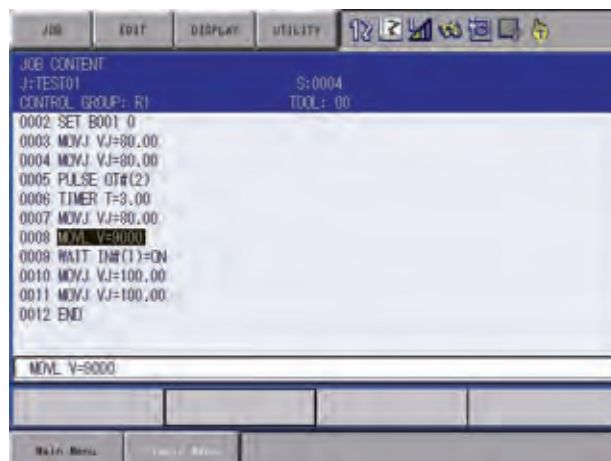 JOB EDIT DISPLAY UTILITY
JOB CONTENT
J:TEST01 S:0004
CONTROL GROUP: R1 TOOL: 00
0002 SET B001 0
0003 MOVJ VJ=80.00
0004 MOVJ VJ=80.00
0005 PULSE OT#(2)
0006 TIMER T=3.00
0007 MOVJ VJ=80.00
0008 MOVL V=9000
0009 WAIT IN#(1)=ON
0010 MOVJ VJ=100.00
0011 MOVJ VJ=100.00
0012 END
MOVL V=9000
Main Menu Menu